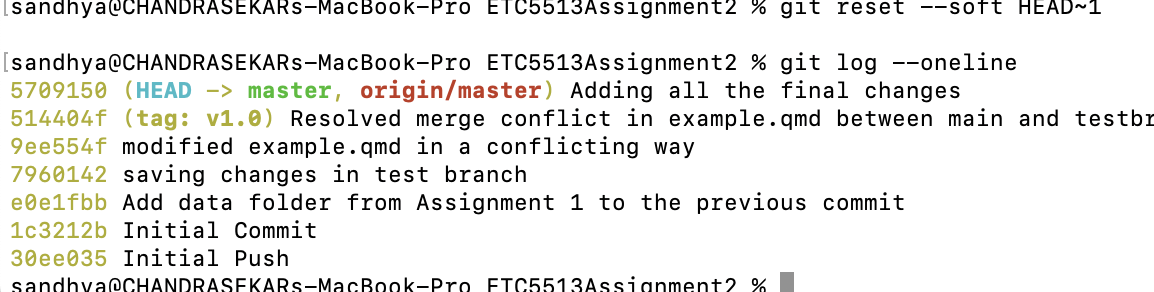 [sandhya@CHANDRASEKARs-MacBook-Pro ETC5513Assignment2 % git reset --soft HEAD~1
[sandhya@CHANDRASEKARs-MacBook-Pro ETC5513Assignment2 % git log --oneline
5709150 (HEAD -> master, origin/master) Adding all the final changes
514404f (tag: v1.0) Resolved merge conflict in example.qmd between main and testbr
9ee554f modified example.qmd in a conflicting way
7960142 saving changes in test branch
e0e1fbb Add data folder from Assignment 1 to the previous commit
1c3212b Initial Commit
30ee035 Initial Push
sandhya@CHANDRASEKARs-MacBook-Pro ETC5513Assignment2 %